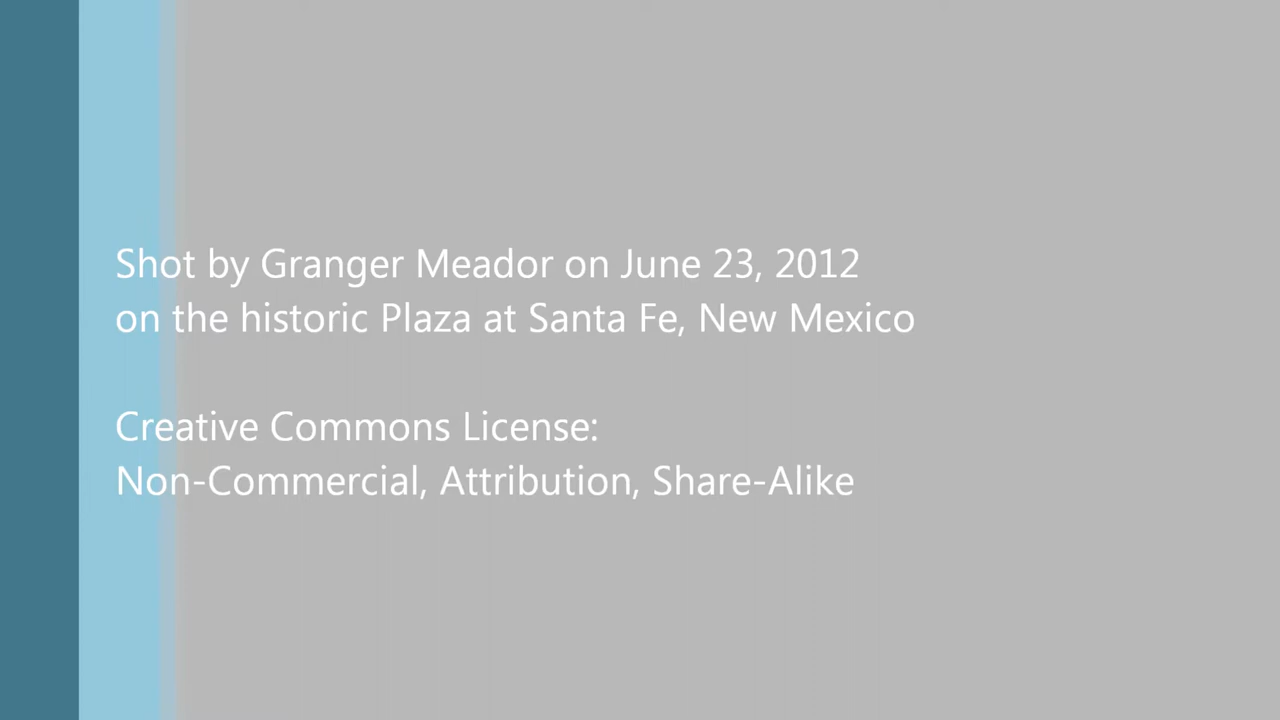 Shot by Granger Meador on June 23, 2012
on the historic Plaza at Santa Fe, New Mexico
Creative Commons License:
Non-Commercial, Attribution, Share-Alike